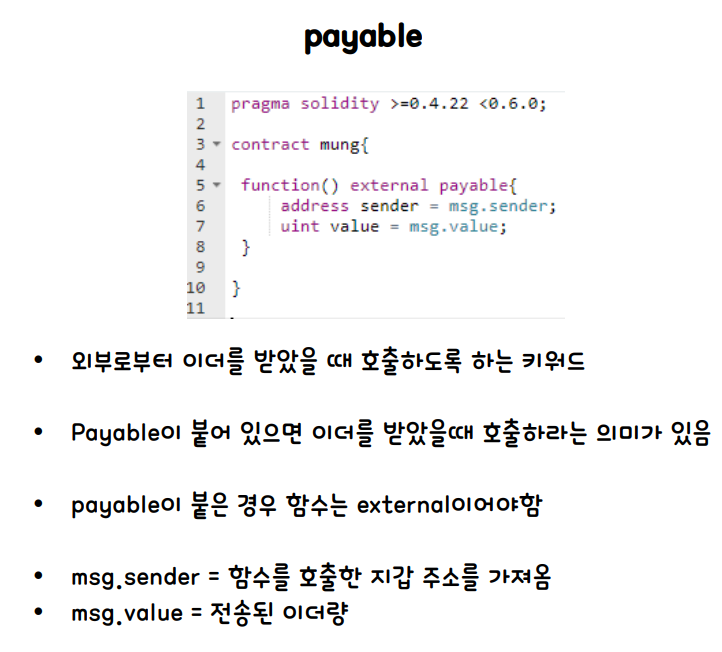 payable
1 pragma solidity >=0.4.22 <0.6.0;
2
3 contract mung{
4
5 function() external payable{
6 address sender = msg.sender;
7 uint value = msg.value;
8 }
9
10 }
11
• 외부로부터 이더를 받았을 때 호출하도록 하는 키워드
• Payable이 붙어 있으면 이더를 받았을때 호출하라는 의미가 있음
• payable이 붙은 경우 함수는 external이어야함
• msg.sender = 함수를 호출한 지갑 주소를 가져옴
• msg.value = 전송된 이더량